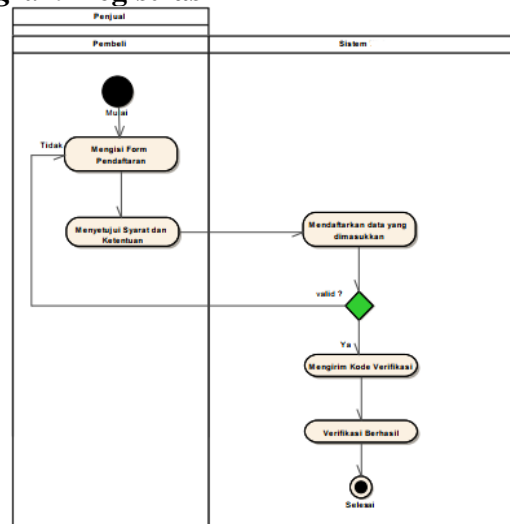 Penjual
Pembeli
Sistem
Mulai
Tidak
Mengisi Form
Pendaftaran
Menyetujui Syarat dan
Ketentuan
Mendaftarkan data yang
dimasukkan
valid ?
Ya
Mengirim Kode Verifikasi
Verifikasi Berhasil
Selesai